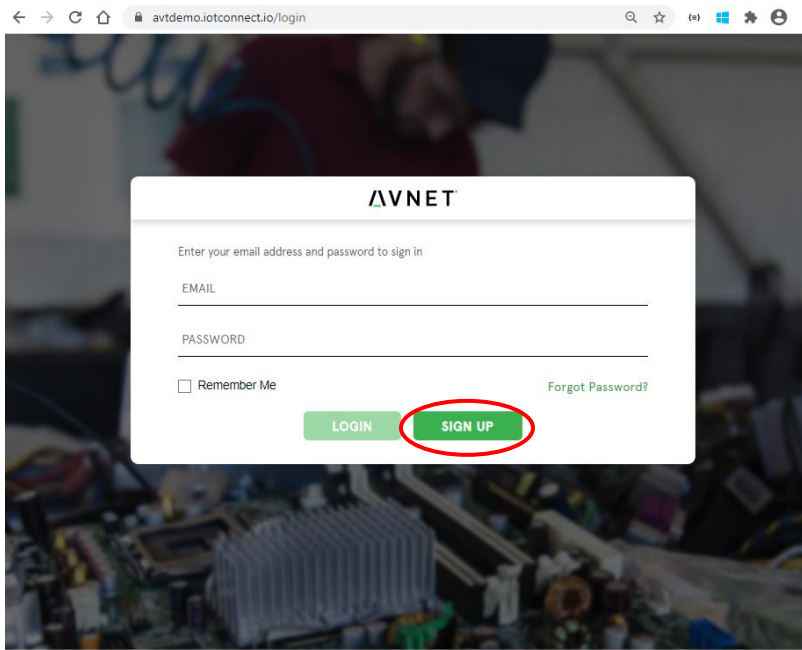 avtdemo.iotconnect.io/login
AVNET
Enter your email address and password to sign in
EMAIL
PASSWORD
Remember Me
Forgot Password?
LOGIN
SIGN UP